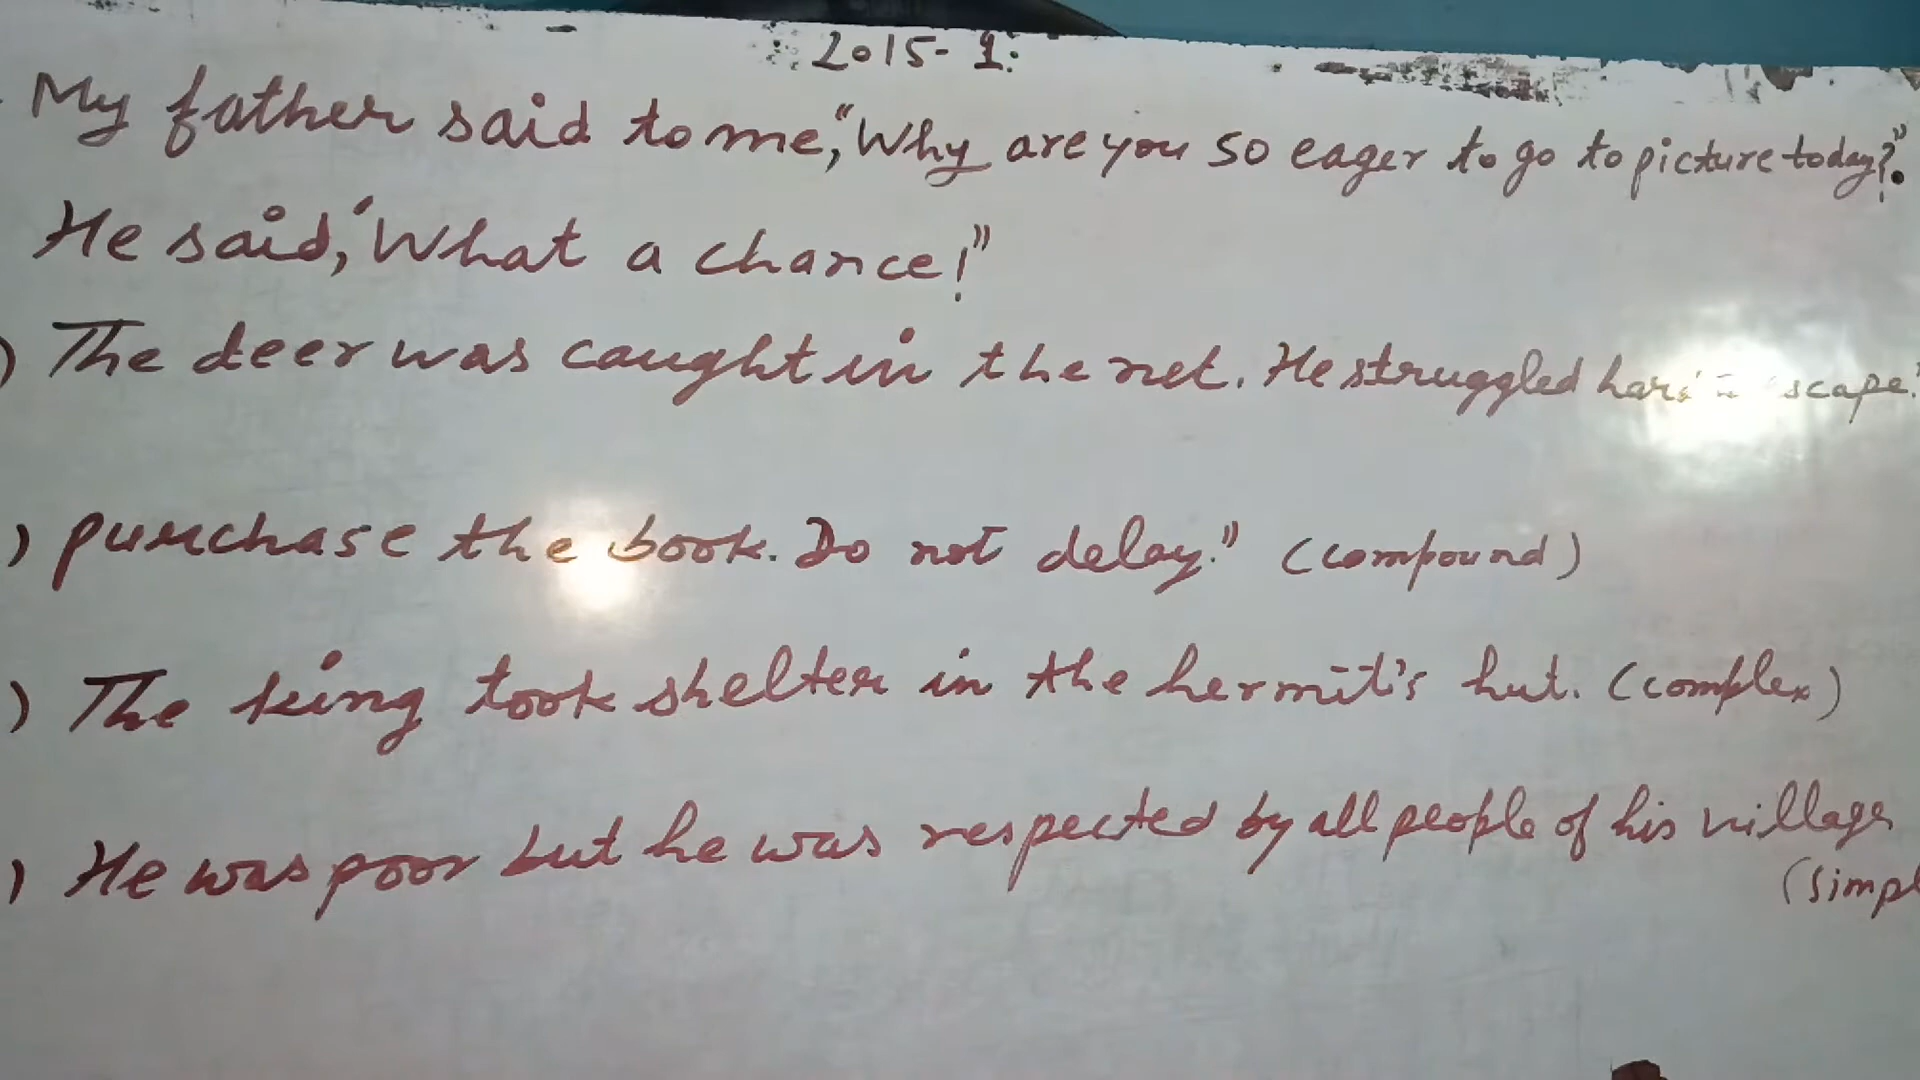 2015-1:
My father said to me,"Why are you so eager to go to picture today?".
He said,'What a chance!"
) The deer was caught in the net. He struggled scape."
) purchase the book. Do not delay." (compound)
) The king took shelter in the hermit's hut. (complex)
) He was poor but he was respected by all people of his village
(simpl